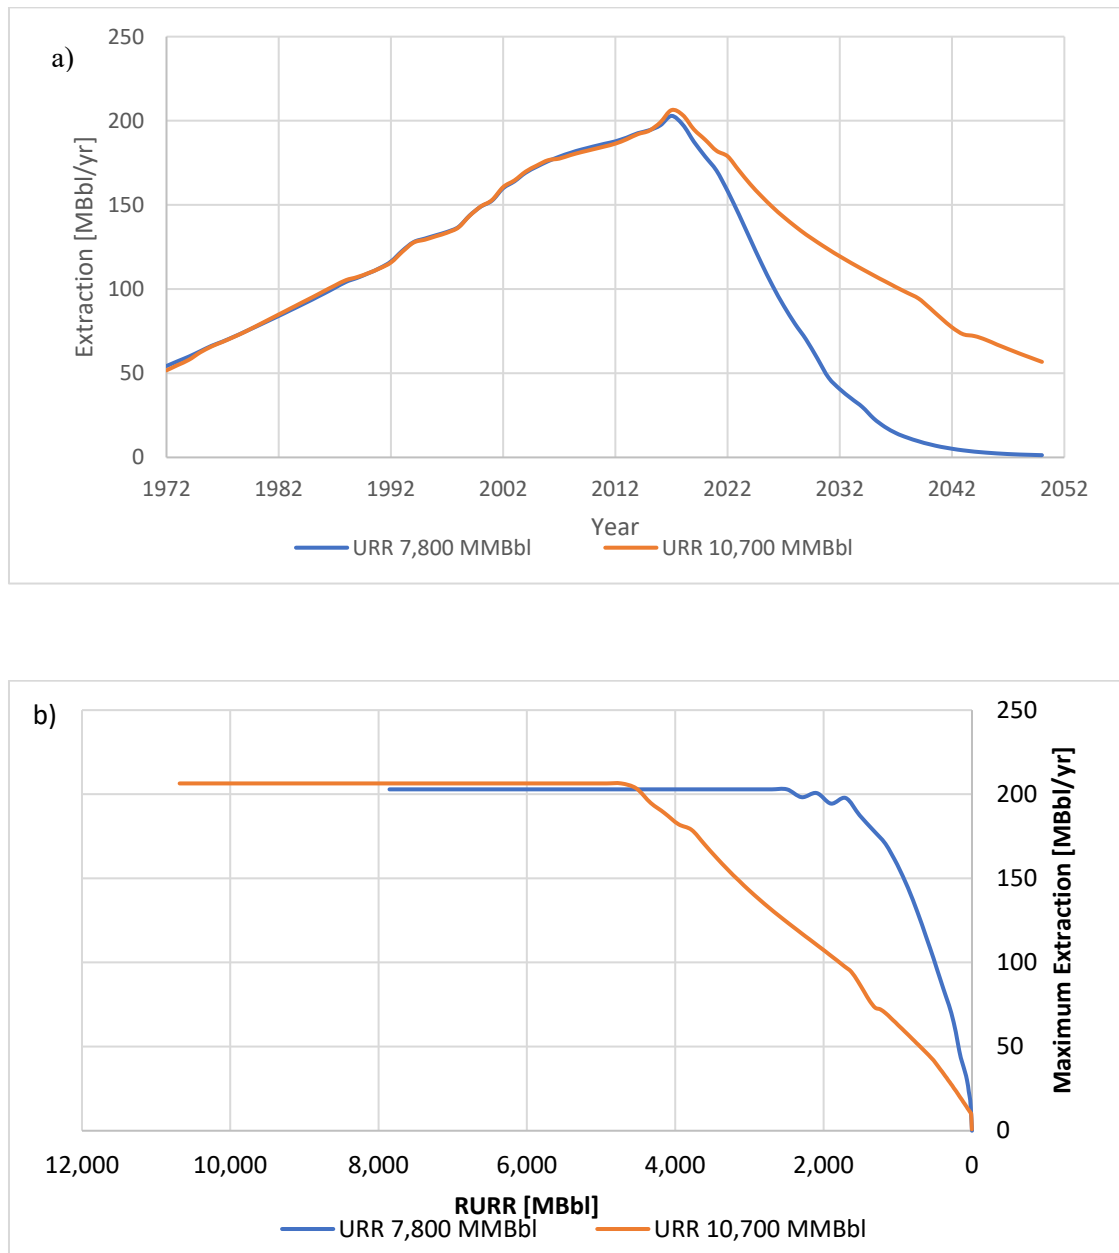 a)
250
200
150
100
50
0
Extraction [MBbl/yr]
1972 1982 1992 2002 2012 2022 2032 2042 2052
Year
URR 7,800 MMBbl URR 10,700 MMBbl
b)
250
200
150
100
50
0
Maximum Extraction [MBbl/yr]
12,000 10,000 8,000 6,000 4,000 2,000 0
RURR [MBbl]
URR 7,800 MMBbl URR 10,700 MMBbl